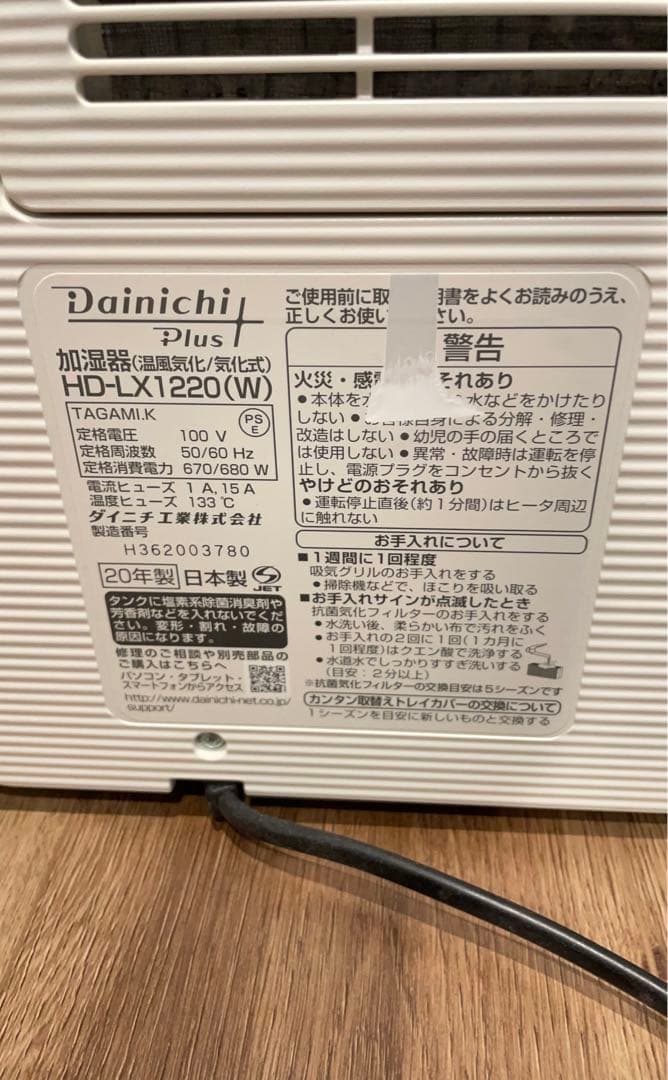 Dainichi
Plus
加湿器(温風気化/気化式)
HD-LX1220(W)
TAGAMI.K
PS
E
定格電圧 100 V
定格周波数 50/60 Hz
定格消費電力 670/680 W
電流ヒューズ 1 A,15 A
温度ヒューズ 133 ℃
ダイニチ工業株式会社
製造番号
H362003780
20年製 日本製
JET
タンクに塩素系除菌消臭剤や
芳香剤などを入れないでくだ
さい。変形・割れ・故障の
原因になります。
修理のご相談や別売部品の
ご購入はこちらへ
パソコン・タブレット・
スマートフォンからアクセス
http://www.dainichi-net.co.jp/
support/
ご使用前に取 明書をよくお読みのうえ、
正しくお使い さい。
警告
火災・感 それあり
●本体を 水などをかけたり
しない ●お客様自身による分解・修理・
改造はしない ●幼児の手の届くところで
は使用しない ●異常・故障時は運転を停
止し、電源プラグをコンセントから抜く
やけどのおそれあり
●運転停止直後(約1分間)はヒータ周辺
に触れない
お手入れについて
■1週間に1回程度
吸気グリルのお手入れをする
●掃除機などで、ほこりを吸い取る
■お手入れサインが点滅したとき
抗菌気化フィルターのお手入れをする
●水洗い後、柔らかい布で汚れをふく
●お手入れの2回に1回(1カ月に
1回程度)はクエン酸で洗浄する
●水道水でしっかりすすぎ洗いする
(目安:2分以上)
※抗菌気化フィルターの交換目安は5シーズンです
カンタン取替えトレイカバーの交換について
1シーズンを目安に新しいものと交換する